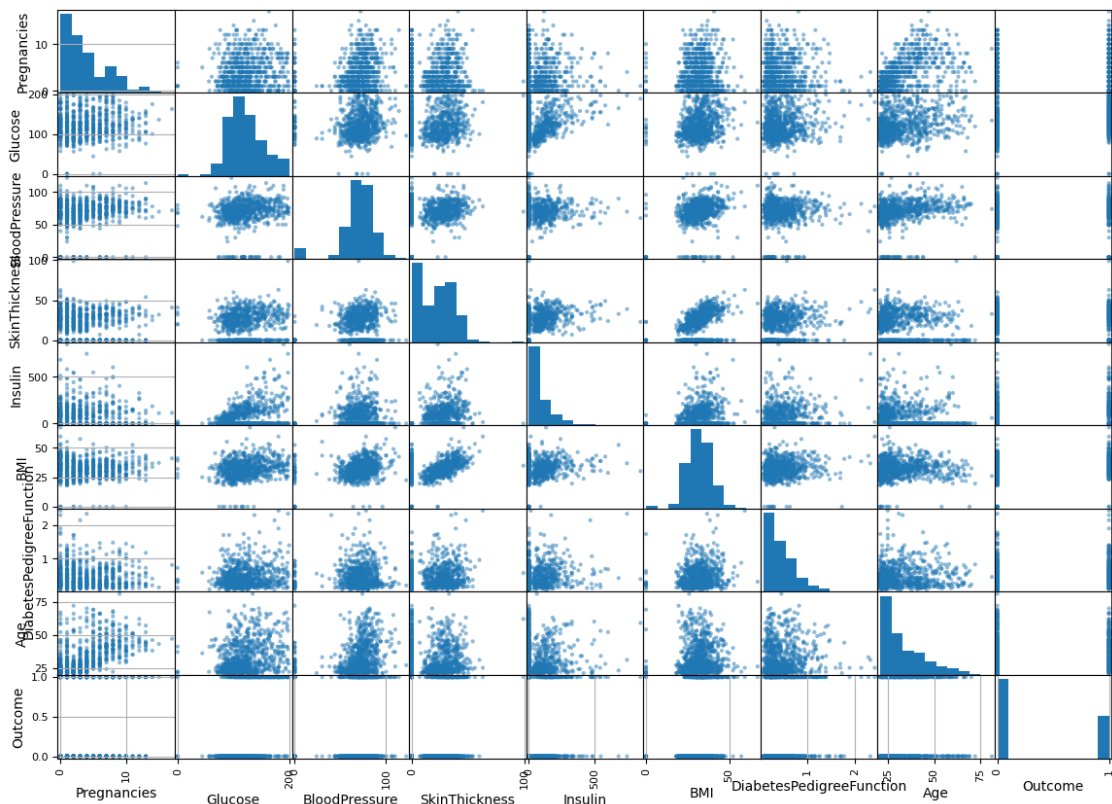 Pregnancies
10
0
Glucose
200
100
0
BloodPressure
100
50
0
SkinThickness
100
50
0
Insulin
500
0
BMI
50
25
0
DiabetesPedigreeFunction
2
1
Age
75
50
25
Outcome
1.0
0.5
0.0
0 10 0 200 0 100 0 100 0 500 0 50 1 2 25 50 75 0 1
Pregnancies Glucose BloodPressure SkinThickness Insulin BMI DiabetesPedigreeFunction Age Outcome